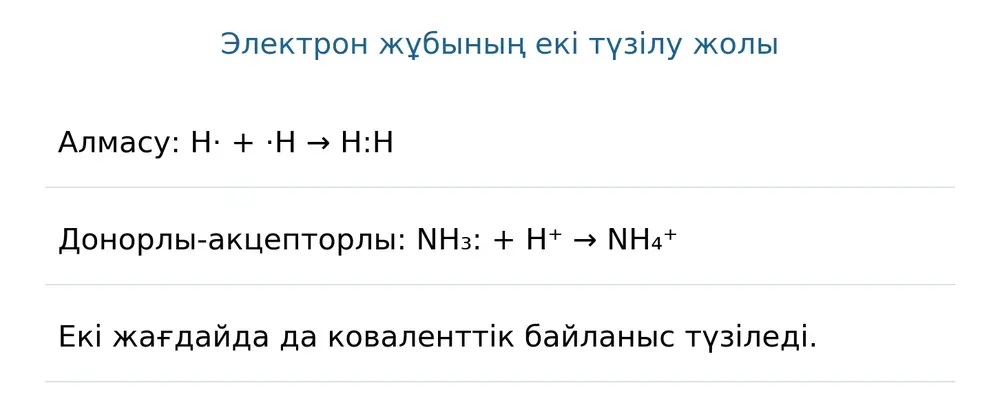 Электрон жұбының екі түзілу жолы
Алмасу: H· + ·H → H:H
Донорлы-акцепторлы: NH₃: + H⁺ → NH₄⁺
Екі жағдайда да коваленттік байланыс түзіледі.